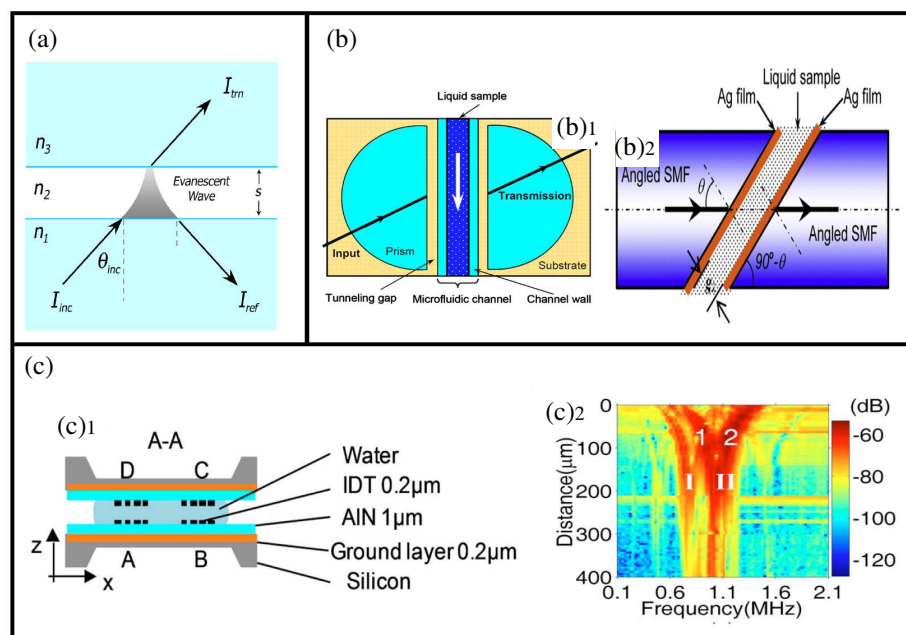 (a)
I_trn
n_3
n_2
Evanescent
Wave
s
n_1
θ_inc
I_inc
I_ref
(b)
(b)1
Liquid sample
Input
Prism
Transmission
Substrate
Tunneling gap
Microfluidic channel
Channel wall
(b)2
Liquid sample
Ag film
Ag film
Angled SMF
θ
Angled SMF
90º-θ
(c)
(c)1
A-A
D
C
Water
IDT 0.2µm
AlN 1µm
Ground layer 0.2µm
Silicon
A
B
z
x
(c)2
(dB)
0
100
200
300
400
Distance(µm)
1
2
I
II
0.1
0.6
1.1
1.6
2.1
Frequency(MHz)
-60
-80
-100
-120